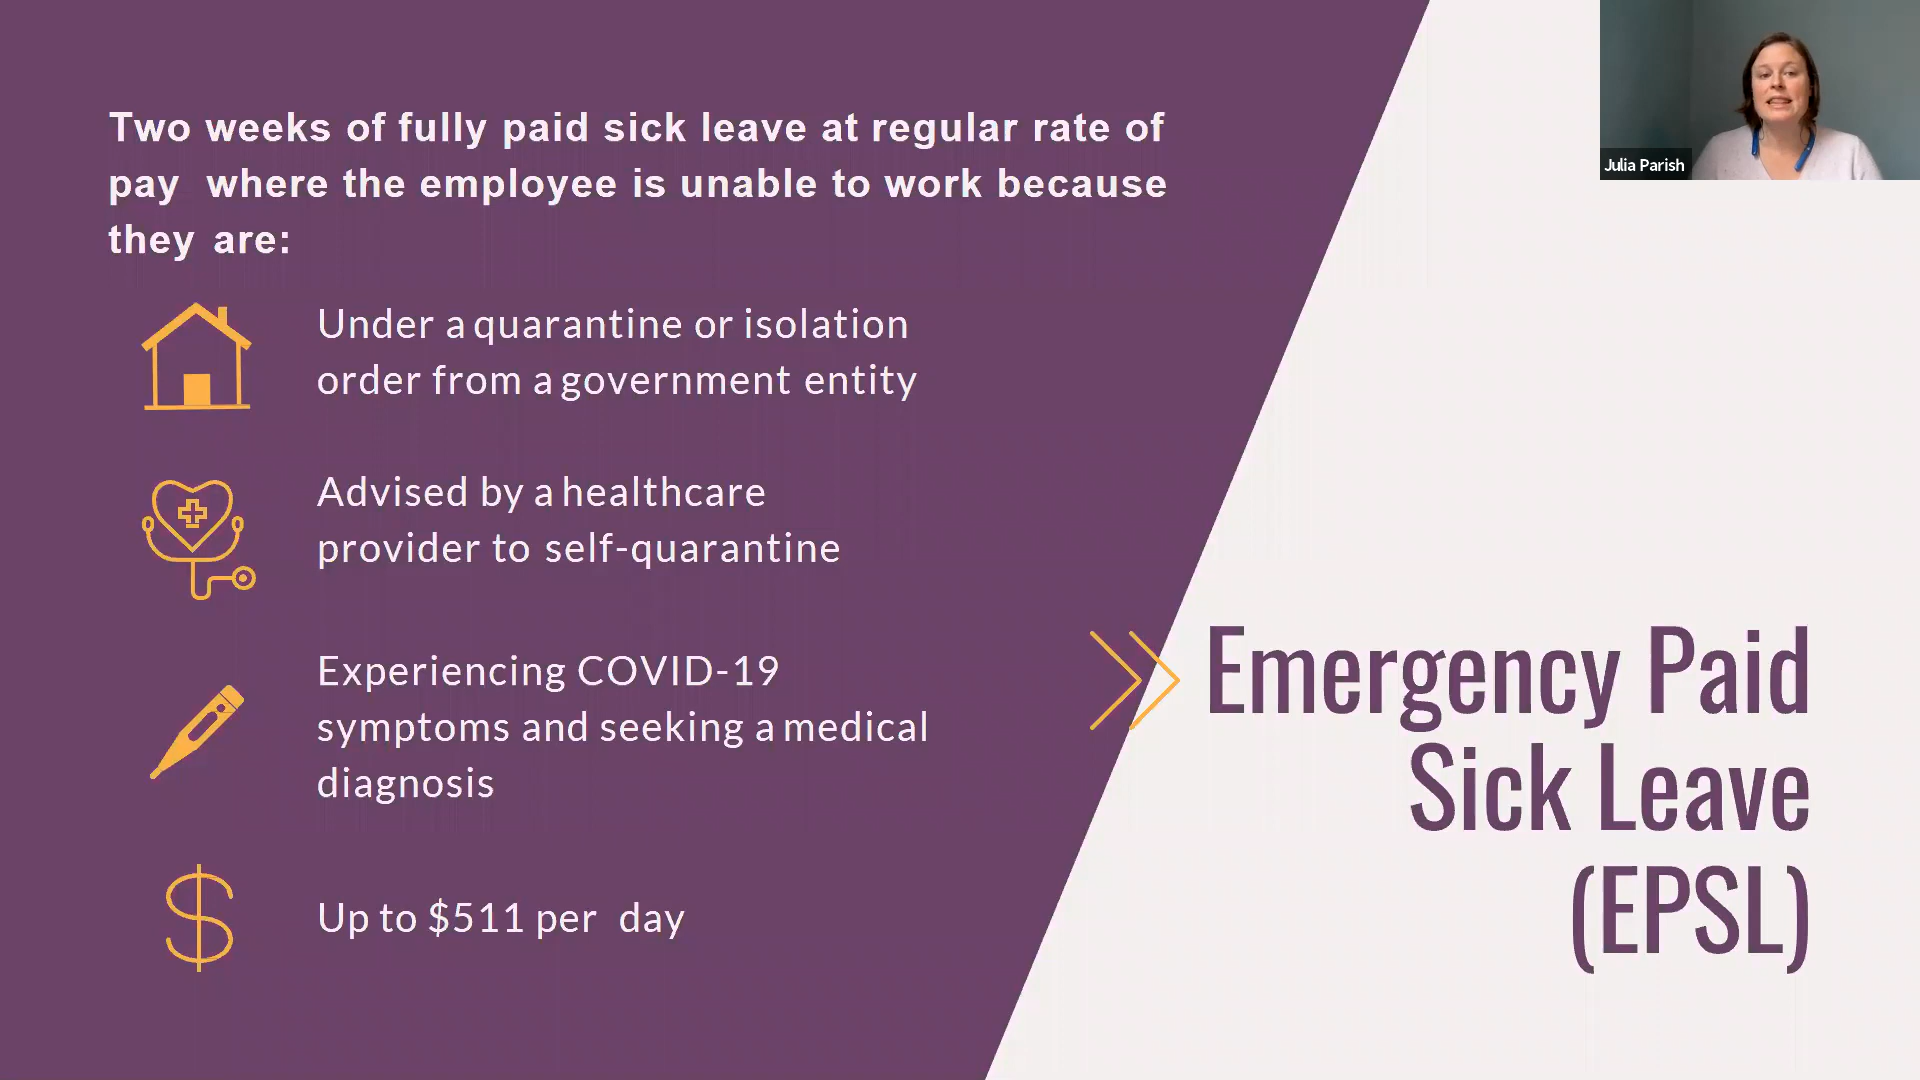 Two weeks of fully paid sick leave at regular rate of
pay where the employee is unable to work because
they are:
Under a quarantine or isolation
order from a government entity
Advised by a healthcare
provider to self-quarantine
Experiencing COVID-19
symptoms and seeking a medical
diagnosis
Up to $511 per day
Emergency Paid
Sick Leave
(EPSL)
Julia Parish